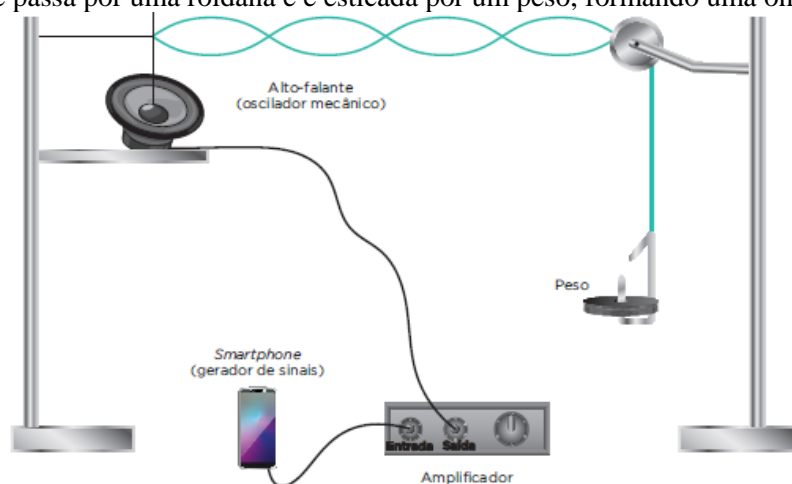 e passa por uma roldana e é esticada por um peso, formando uma on
Alto-falante
(oscilador mecânico)
Peso
Smartphone
(gerador de sinais)
Entrada Saída
Amplificador